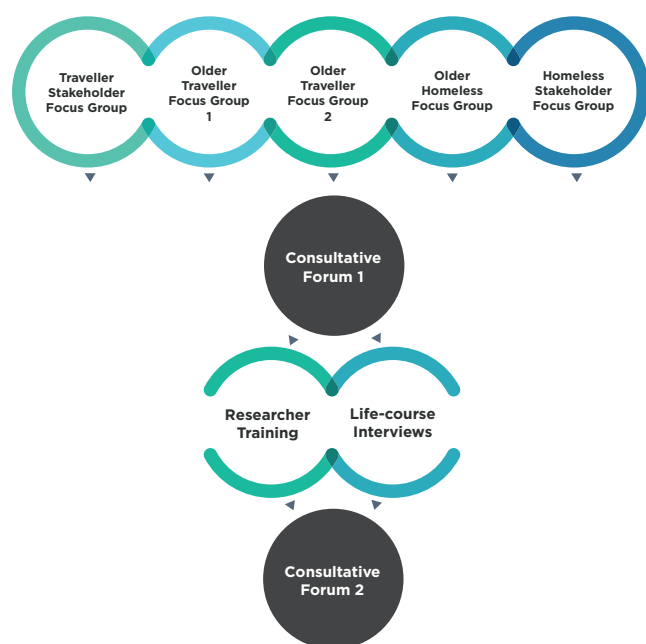 Traveller
Stakeholder
Focus Group
Older
Traveller
Focus Group
1
Older
Traveller
Focus Group
2
Older
Homeless
Focus Group
Homeless
Stakeholder
Focus Group
Consultative
Forum 1
Researcher
Training
Life-course
Interviews
Consultative
Forum 2